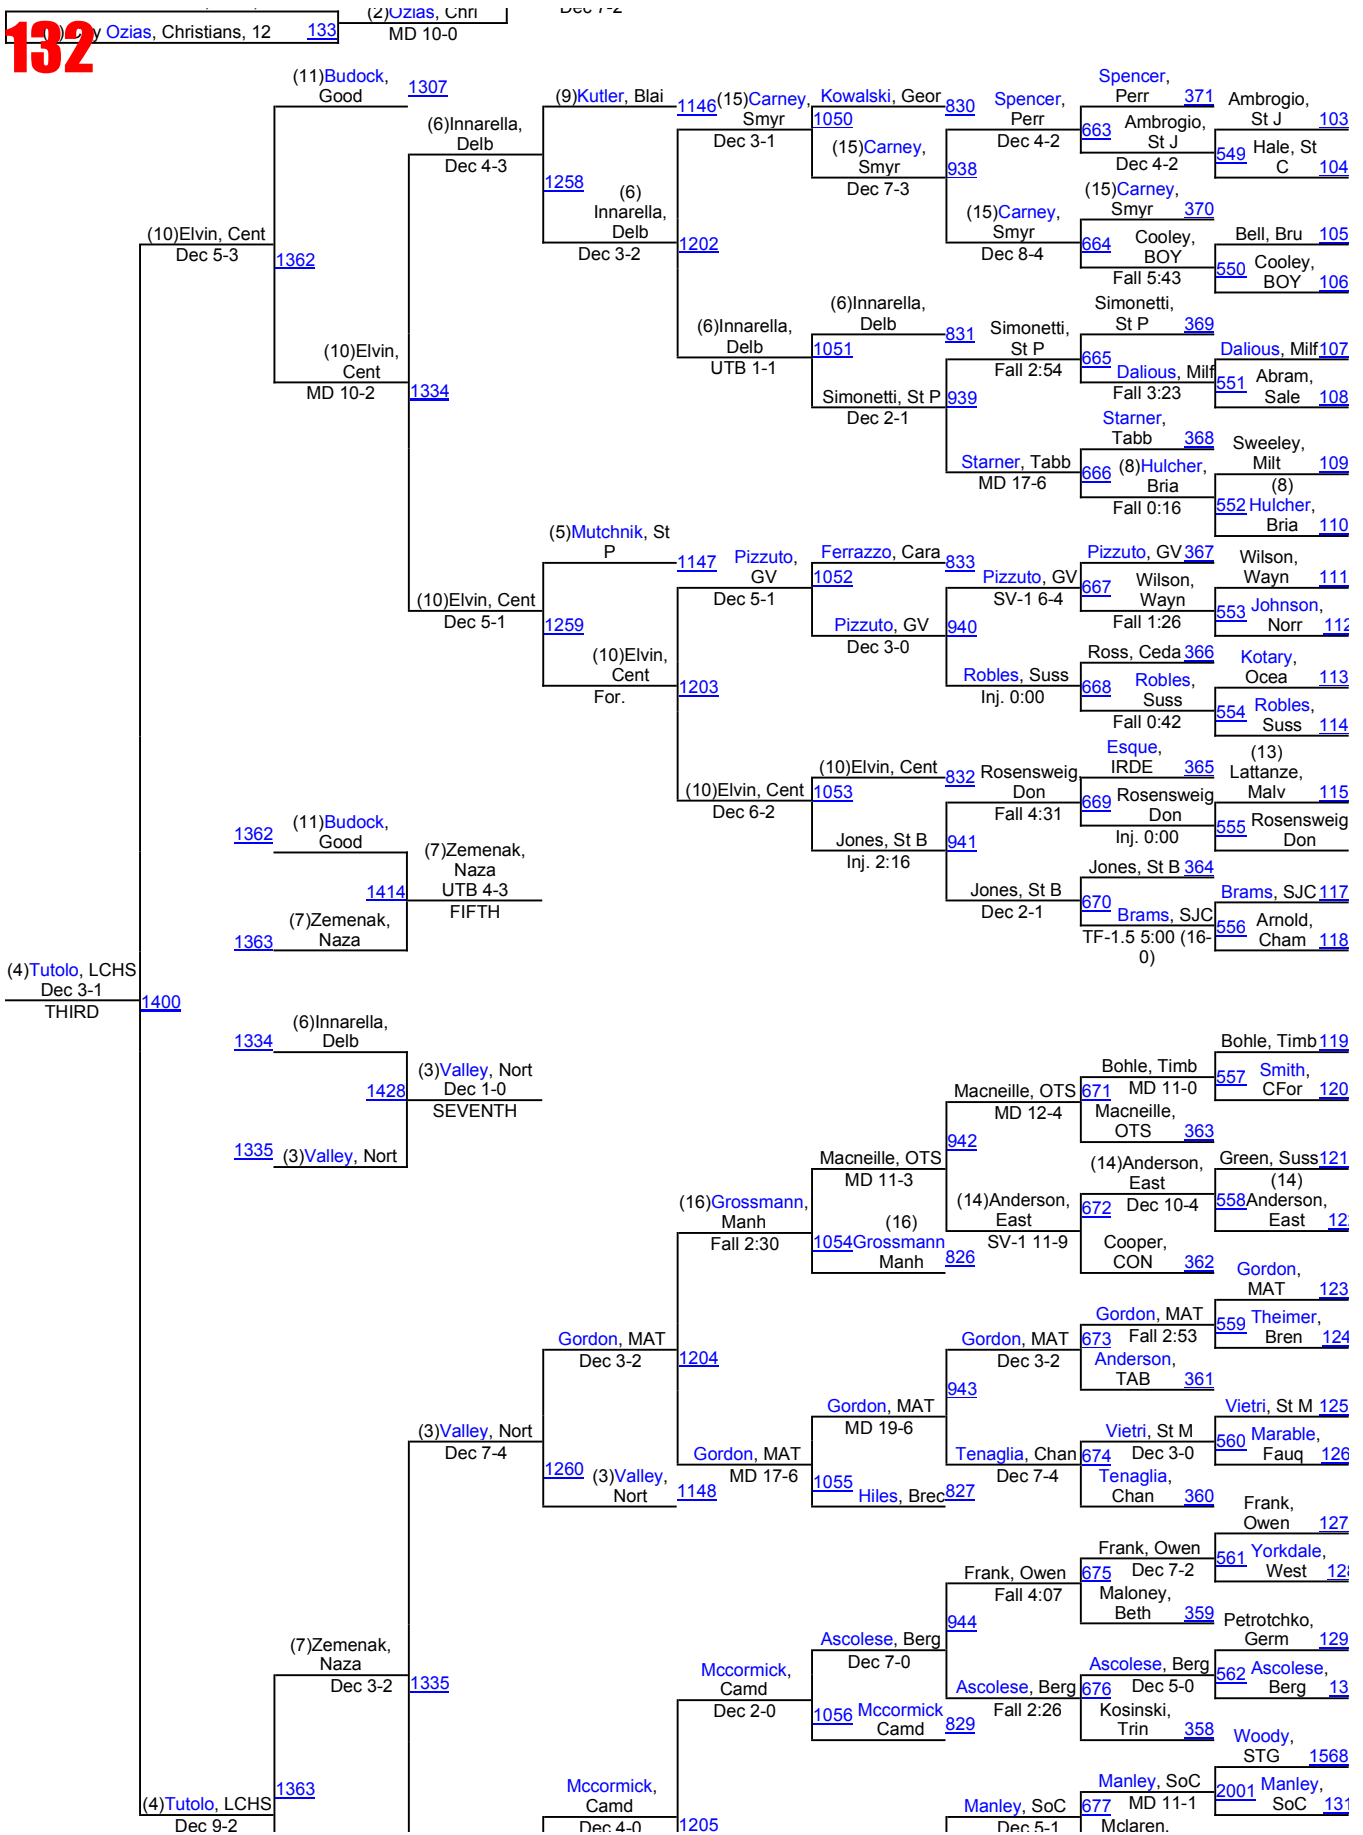 (2)Ozias, Chri
Dec 7-2
Ozias, Christians, 12 133
MD 10-0
132
(11)Budock,
Good
1307
(10)Elvin, Cent
Dec 5-3
1362
(10)Elvin,
Cent
MD 10-2
(6)Innarella,
Delb
Dec 4-3
1334
(10)Elvin, Cent
Dec 5-1
(9)Kutler, Blai
1146
1258
(6)
Innarella,
Delb
Dec 3-2
(5)Mutchnik, St
P
1147
1259
(10)Elvin,
Cent
For.
(15)Carney,
Smyr
Dec 3-1
1202
(6)Innarella,
Delb
UTB 1-1
Pizzuto,
GV
Dec 5-1
1203
(10)Elvin, Cent
Dec 6-2
Kowalski, Geor
830
1050
(15)Carney,
Smyr
Dec 7-3
(6)Innarella,
Delb
831
1051
Simonetti, St P
Dec 2-1
Ferrazzo, Cara
833
1052
Pizzuto, GV
Dec 3-0
(10)Elvin, Cent
832
1053
Jones, St B
Inj. 2:16
Spencer,
Perr
Dec 4-2
938
(15)Carney,
Smyr
Dec 8-4
Simonetti,
St P
Fall 2:54
939
Starner, Tabb
MD 17-6
Pizzuto, GV
SV-1 6-4
940
Robles, Suss
Inj. 0:00
Rosensweig
Don
Fall 4:31
941
Jones, St B
Dec 2-1
Spencer,
Perr
371
663
Ambrogio,
St J
Dec 4-2
(15)Carney,
Smyr
370
664
Cooley,
BOY
Fall 5:43
Simonetti,
St P
369
665
Dalious, Milf
Fall 3:23
Starner,
Tabb
368
666
(8)Hulcher,
Bria
Fall 0:16
Pizzuto, GV 367
667
Wilson,
Wayn
Fall 1:26
Ross, Ceda 366
668
Robles,
Suss
Fall 0:42
Esque,
IRDE
365
669
Rosensweig
Don
Inj. 0:00
Jones, St B 364
670
Brams, SJC
TF-1.5 5:00 (16-
0)
Ambrogio,
St J
103
549
Hale, St
C
104
Bell, Bru 105
550
Cooley,
BOY
106
Dalious, Milf 107
551
Abram,
Sale
108
Sweeley,
Milt
109
(8)
552 Hulcher,
Bria
110
Wilson,
Wayn
111
553 Johnson,
Norr
112
Kotary,
Ocea
113
554 Robles,
Suss
114
(13)
Lattanze,
Malv
115
555 Rosensweig
Don
Brams, SJC 117
556 Arnold,
Cham
118
1362
(11)Budock,
Good
1414
(7)Zemenak,
Naza
UTB 4-3
FIFTH
1363
(7)Zemenak,
Naza
(4)Tutolo, LCHS
Dec 3-1
THIRD
1400
1334
(6)Innarella,
Delb
1428
(3)Valley, Nort
Dec 1-0
SEVENTH
1335 (3)Valley, Nort
(7)Zemenak,
Naza
Dec 3-2
1363
(4)Tutolo, LCHS
Dec 9-2
(3)Valley, Nort
Dec 7-4
1335
Gordon, MAT
Dec 3-2
1260
(3)Valley,
Nort
1148
Mccormick,
Camd
Dec 4-0
(16)Grossmann,
Manh
Fall 2:30
1204
Gordon, MAT
MD 17-6
Mccormick,
Camd
Dec 2-0
1205
Macneille, OTS
MD 11-3
1054
(16)
Grossmann
Manh
826
Gordon, MAT
MD 19-6
1055
Hiles, Brec 827
Ascolese, Berg
Dec 7-0
1056 Mccormick
Camd
829
Macneille, OTS
MD 12-4
942
(14)Anderson,
East
SV-1 11-9
Gordon, MAT
Dec 3-2
943
Tenaglia, Chan
Dec 7-4
Frank, Owen
Fall 4:07
944
Ascolese, Berg
Fall 2:26
Manley, SoC
Dec 5-1
Bohle, Timb
671 MD 11-0
Macneille,
OTS
363
(14)Anderson,
East
672 Dec 10-4
Cooper,
CON
362
Gordon, MAT
673 Fall 2:53
Anderson,
TAB
361
Vietri, St M
674 Dec 3-0
Tenaglia,
Chan
360
Frank, Owen
675 Dec 7-2
Maloney,
Beth
359
Ascolese, Berg
676 Dec 5-0
Kosinski,
Trin
358
Manley, SoC
677 MD 11-1
Mclaren,
Bohle, Timb 119
557 Smith,
CFor
120
Green, Suss 121
(14)
558 Anderson,
East
Gordon,
MAT
123
559 Theimer,
Bren
124
Vietri, St M 125
560 Marable,
Fauq
126
Frank,
Owen
127
561 Yorkdale,
West
128
Petrotchko,
Germ
129
562 Ascolese,
Berg
Woody,
STG
1568
2001 Manley,
SoC
131